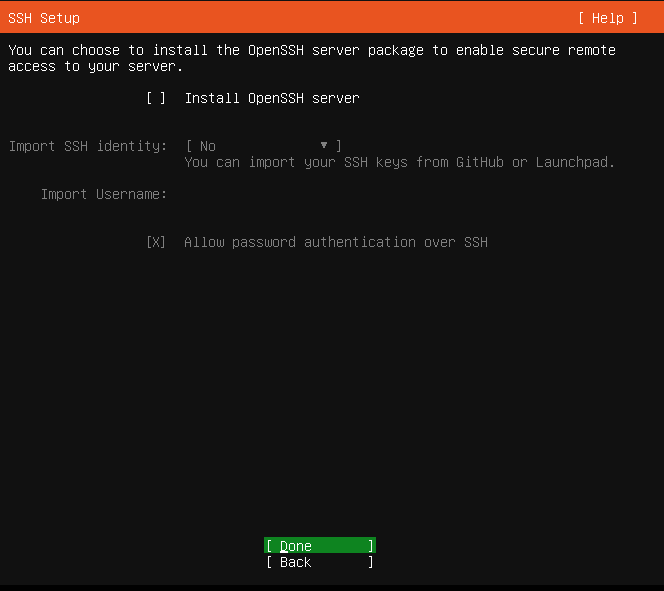 SSH Setup [ Help ]
You can choose to install the OpenSSH server package to enable secure remote
access to your server.
[ ] Install OpenSSH server
Import SSH identity: [ No ▾ ]
You can import your SSH keys from GitHub or Launchpad.
Import Username:
[X] Allow password authentication over SSH
[ Done ]
[ Back ]